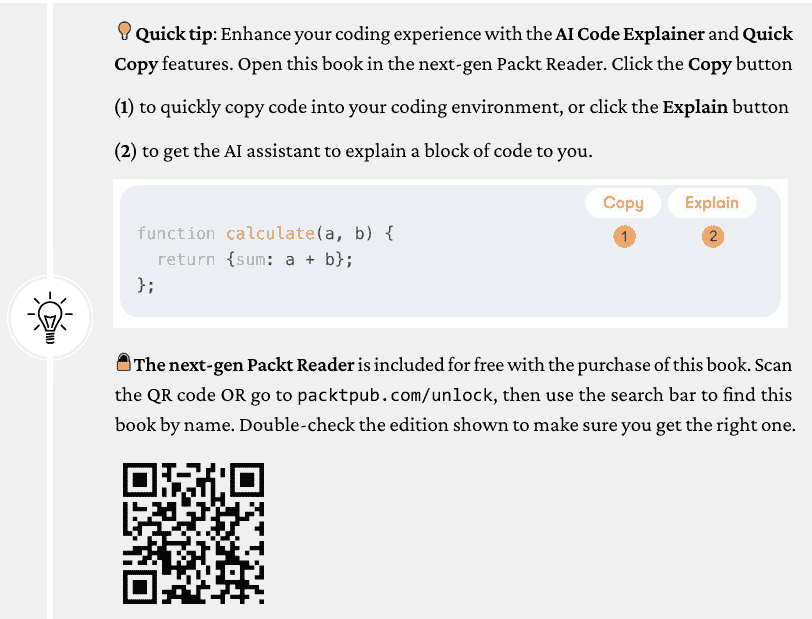 Quick tip: Enhance your coding experience with the AI Code Explainer and Quick
Copy features. Open this book in the next-gen Packt Reader. Click the Copy button
(1) to quickly copy code into your coding environment, or click the Explain button
(2) to get the AI assistant to explain a block of code to you.
Copy Explain
function calculate(a, b) {
1 2
  return {sum: a + b};
};
The next-gen Packt Reader is included for free with the purchase of this book. Scan
the QR code OR go to packtpub.com/unlock, then use the search bar to find this
book by name. Double-check the edition shown to make sure you get the right one.